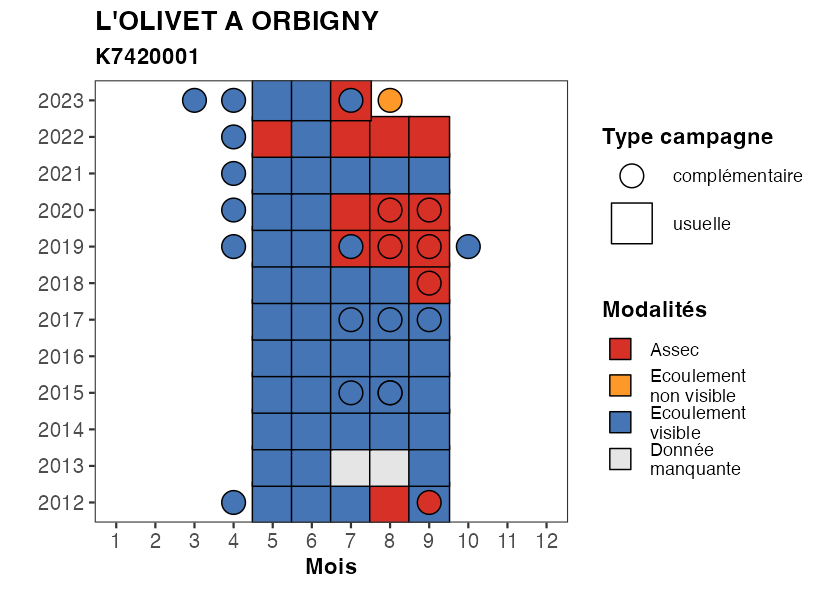 L'OLIVET A ORBIGNY
K7420001
2023
2022
2021
2020
2019
2018
2017
2016
2015
2014
2013
2012
1 2 3 4 5 6 7 8 9 10 11 12
Mois
Type campagne
complémentaire
usuelle
Modalités
Assec
Ecoulement
non visible
Ecoulement
visible
Donnée
manquante